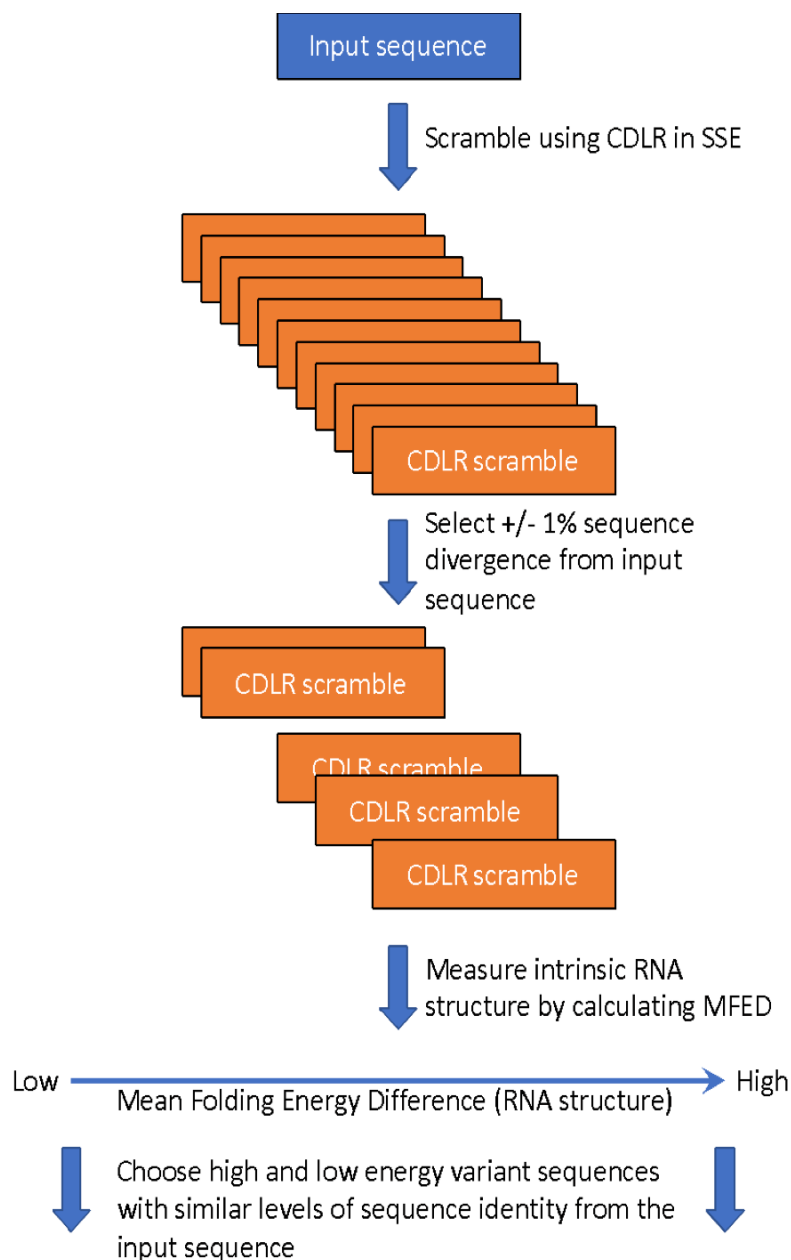 Input sequence
Scramble using CDLR in SSE
CDLR scramble
Select +/- 1% sequence
divergence from input
sequence
CDLR scramble
CDLR scramble
CDLR scramble
CDLR scramble
Measure intrinsic RNA
structure by calculating MFED
Low
High
Mean Folding Energy Difference (RNA structure)
Choose high and low energy variant sequences
with similar levels of sequence identity from the
input sequence